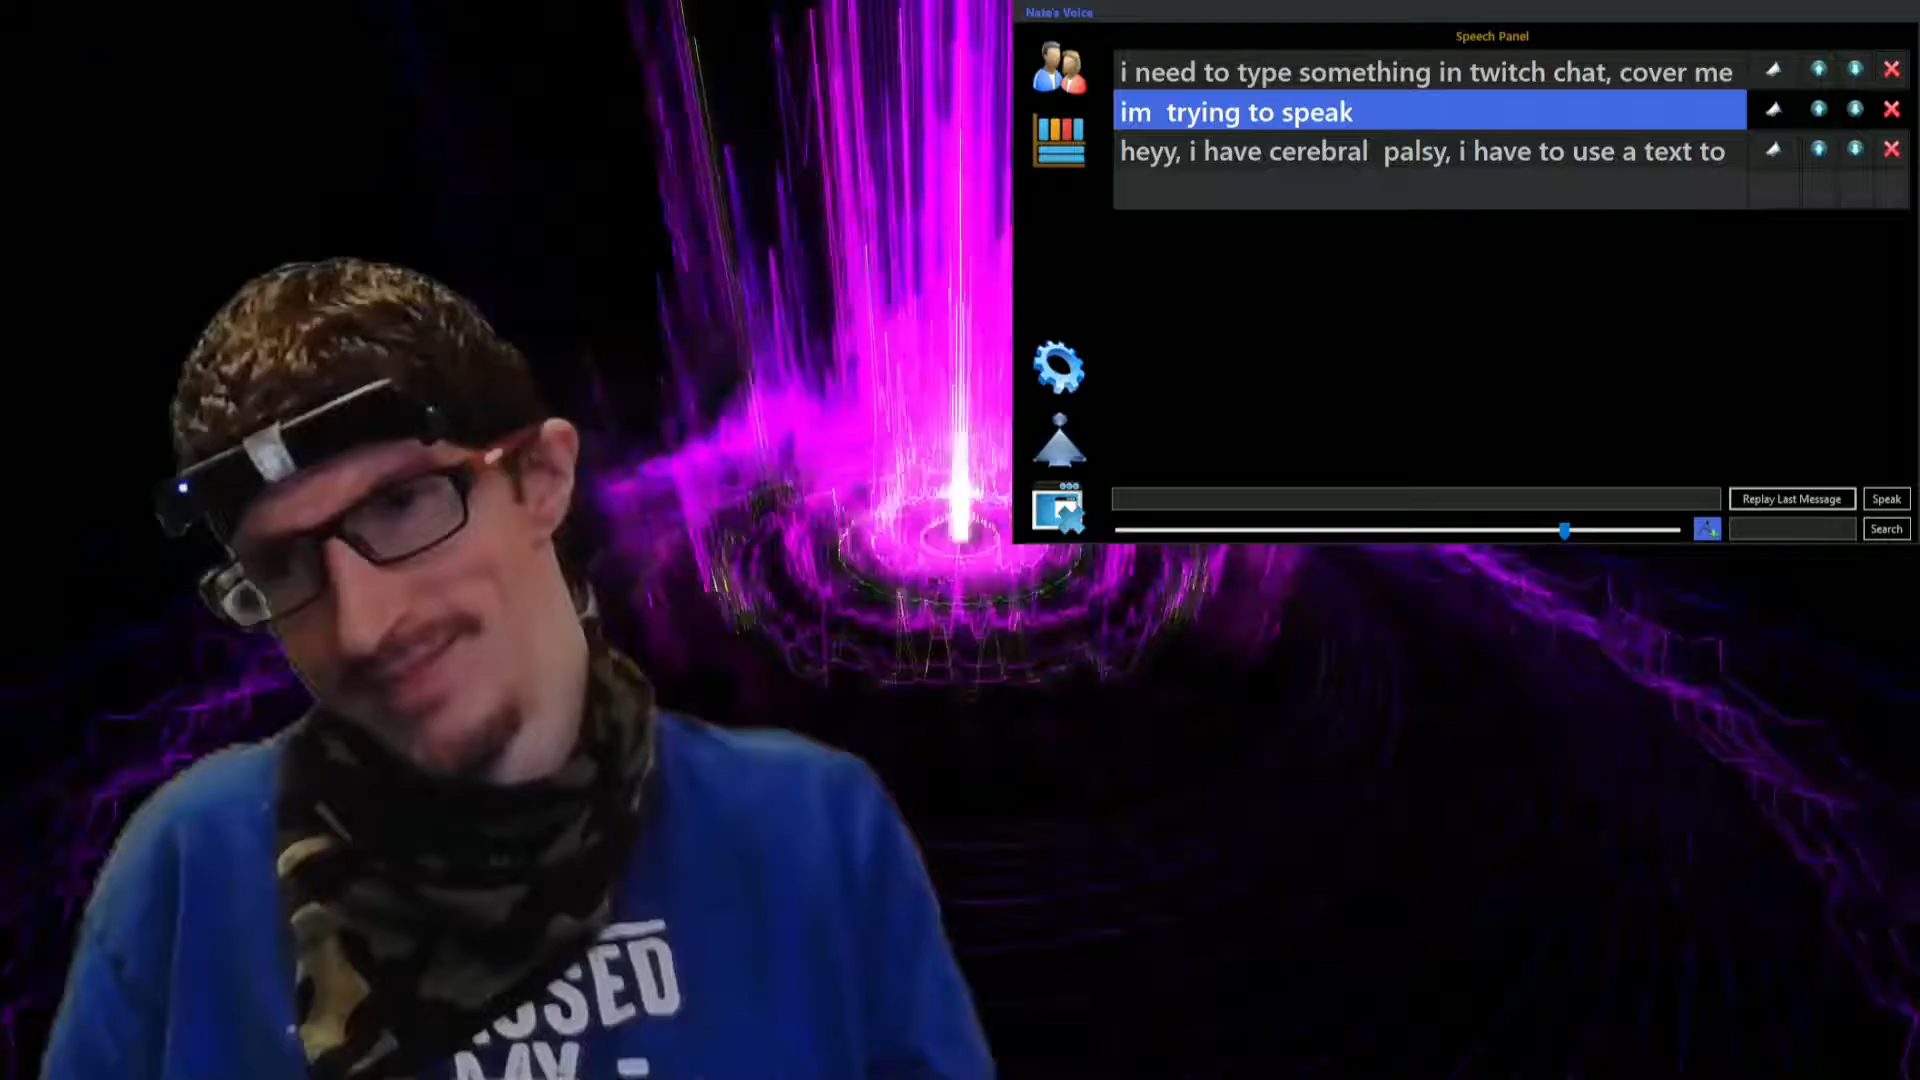 Nate's Voice
Speech Panel
i need to type something in twitch chat, cover me
im  trying to speak
heyy, i have cerebral  palsy, i have to use a text to
Replay Last Message
Speak
Search
MY